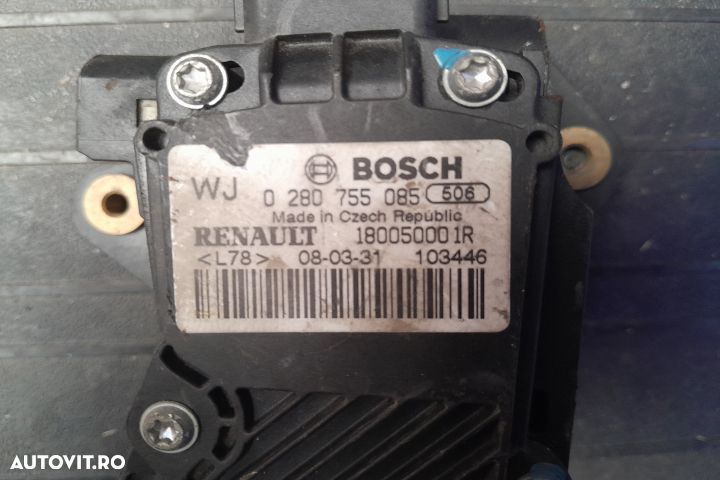 BOSCH
WJ 0 280 755 085 506
Made in Czech Republic
RENAULT 180050001R
<L78> 08-03-31 103446
AUTOVIT.RO